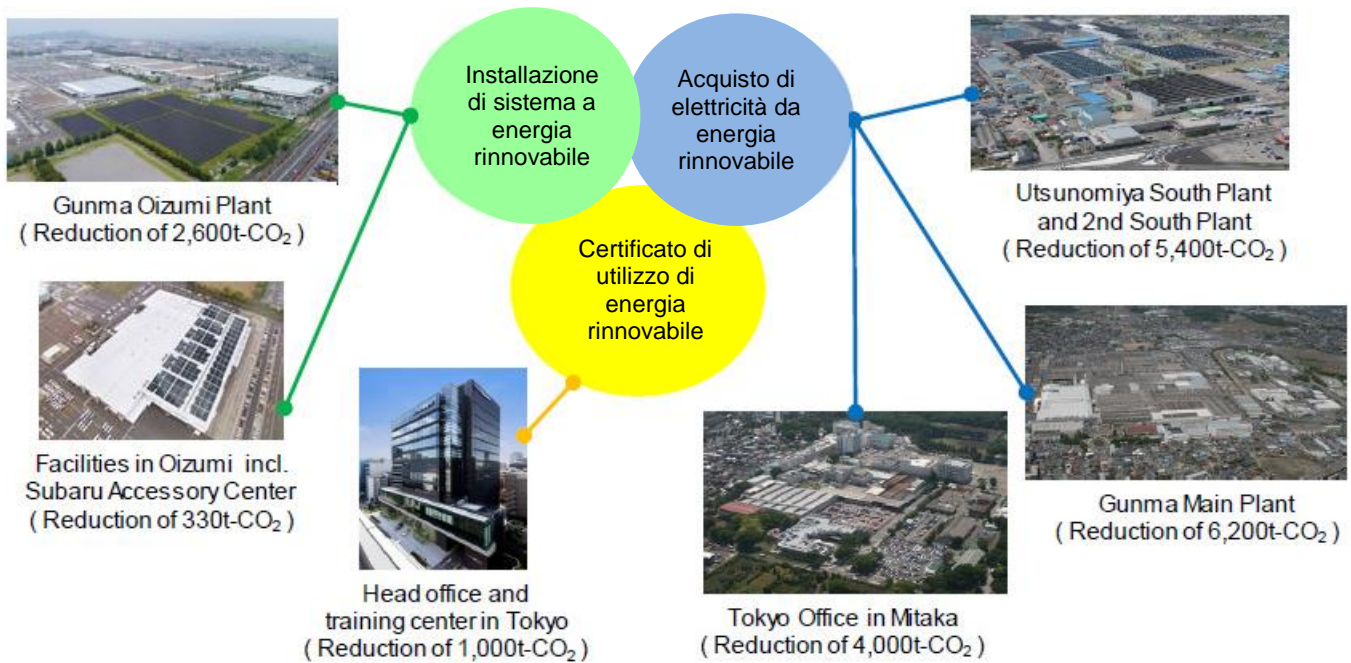 Installazione
di sistema a
energia
rinnovabile
Acquisto di
elettricità da
energia
rinnovabile
Certificato di
utilizzo di
energia
rinnovabile
Gunma Oizumi Plant
( Reduction of 2,600t-CO₂ )
Utsunomiya South Plant
and 2nd South Plant
( Reduction of 5,400t-CO₂ )
Facilities in Oizumi incl.
Subaru Accessory Center
( Reduction of 330t-CO₂ )
Head office and
training center in Tokyo
( Reduction of 1,000t-CO₂ )
Tokyo Office in Mitaka
( Reduction of 4,000t-CO₂ )
Gunma Main Plant
( Reduction of 6,200t-CO₂ )